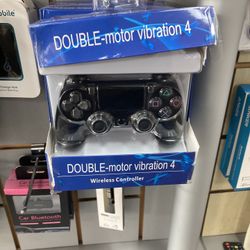 DOUBLE-motor vibration 4
DOUBLE-motor vibration 4
Wireless Controller
Car Bluetooth